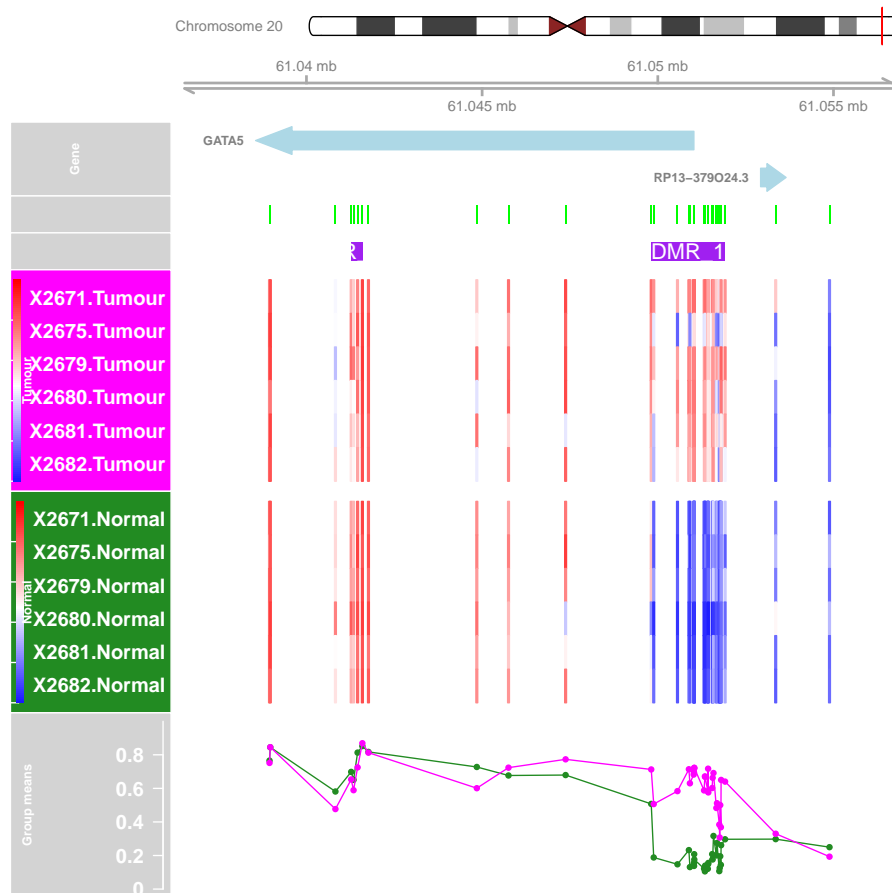 Chromosome 20
61.04 mb
61.05 mb
61.045 mb
61.055 mb
Gene
GATA5
RP13−379O24.3
R
DMR_1
Tumour
X2671.Tumour
X2675.Tumour
X2679.Tumour
X2680.Tumour
X2681.Tumour
X2682.Tumour
Normal
X2671.Normal
X2675.Normal
X2679.Normal
X2680.Normal
X2681.Normal
X2682.Normal
Group means
0.8
0.6
0.4
0.2
0